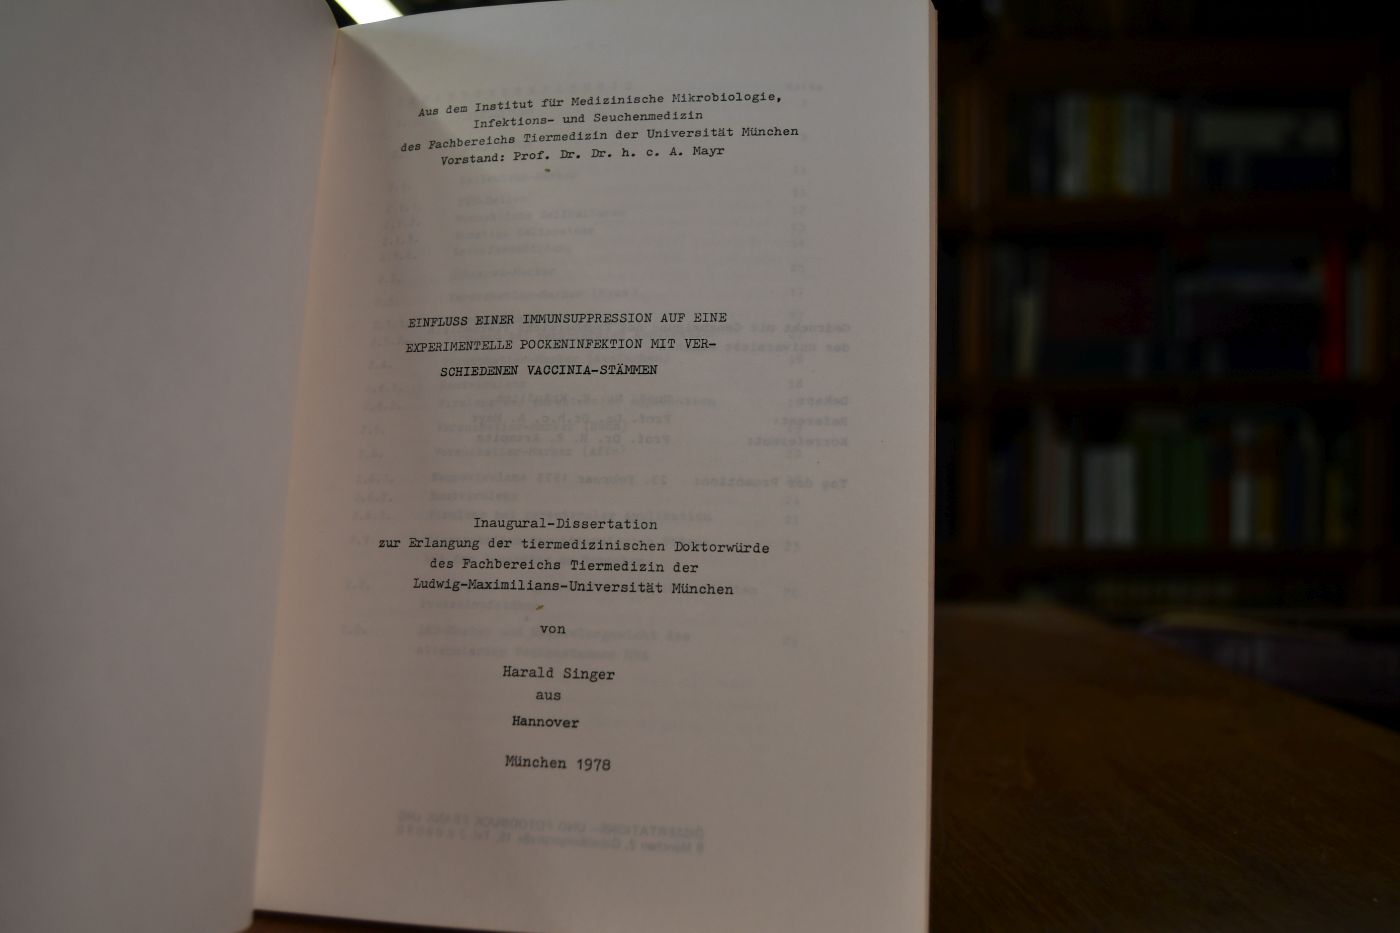 Aus dem Institut für Medizinische Mikrobiologie,
Infektions- und Seuchenmedizin
des Fachbereichs Tiermedizin der Universität München
Vorstand: Prof. Dr. Dr. h. c. A. Mayr
EINFLUSS EINER IMMUNSUPPRESSION AUF EINE
EXPERIMENTELLE POCKENINFEKTION MIT VER-
SCHIEDENEN VACCINIA-STÄMMEN
Inaugural-Dissertation
zur Erlangung der tiermedizinischen Doktorwürde
des Fachbereichs Tiermedizin der
Ludwig-Maximilians-Universität München
von
Harald Singer
aus
Hannover
München 1978